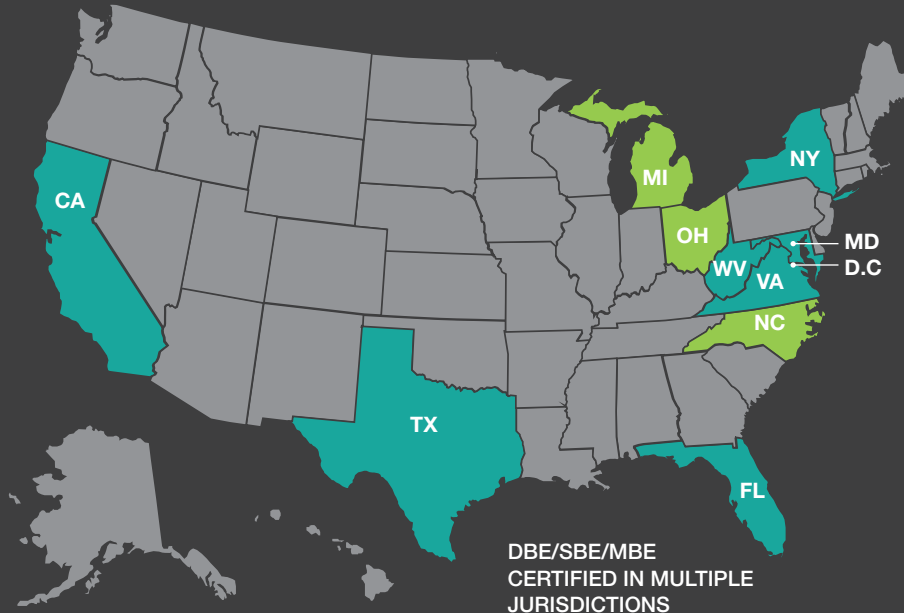 NY
MI
CA
OH
MD
WV
D.C
VA
NC
TX
FL
DBE/SBE/MBE
CERTIFIED IN MULTIPLE
JURISDICTIONS